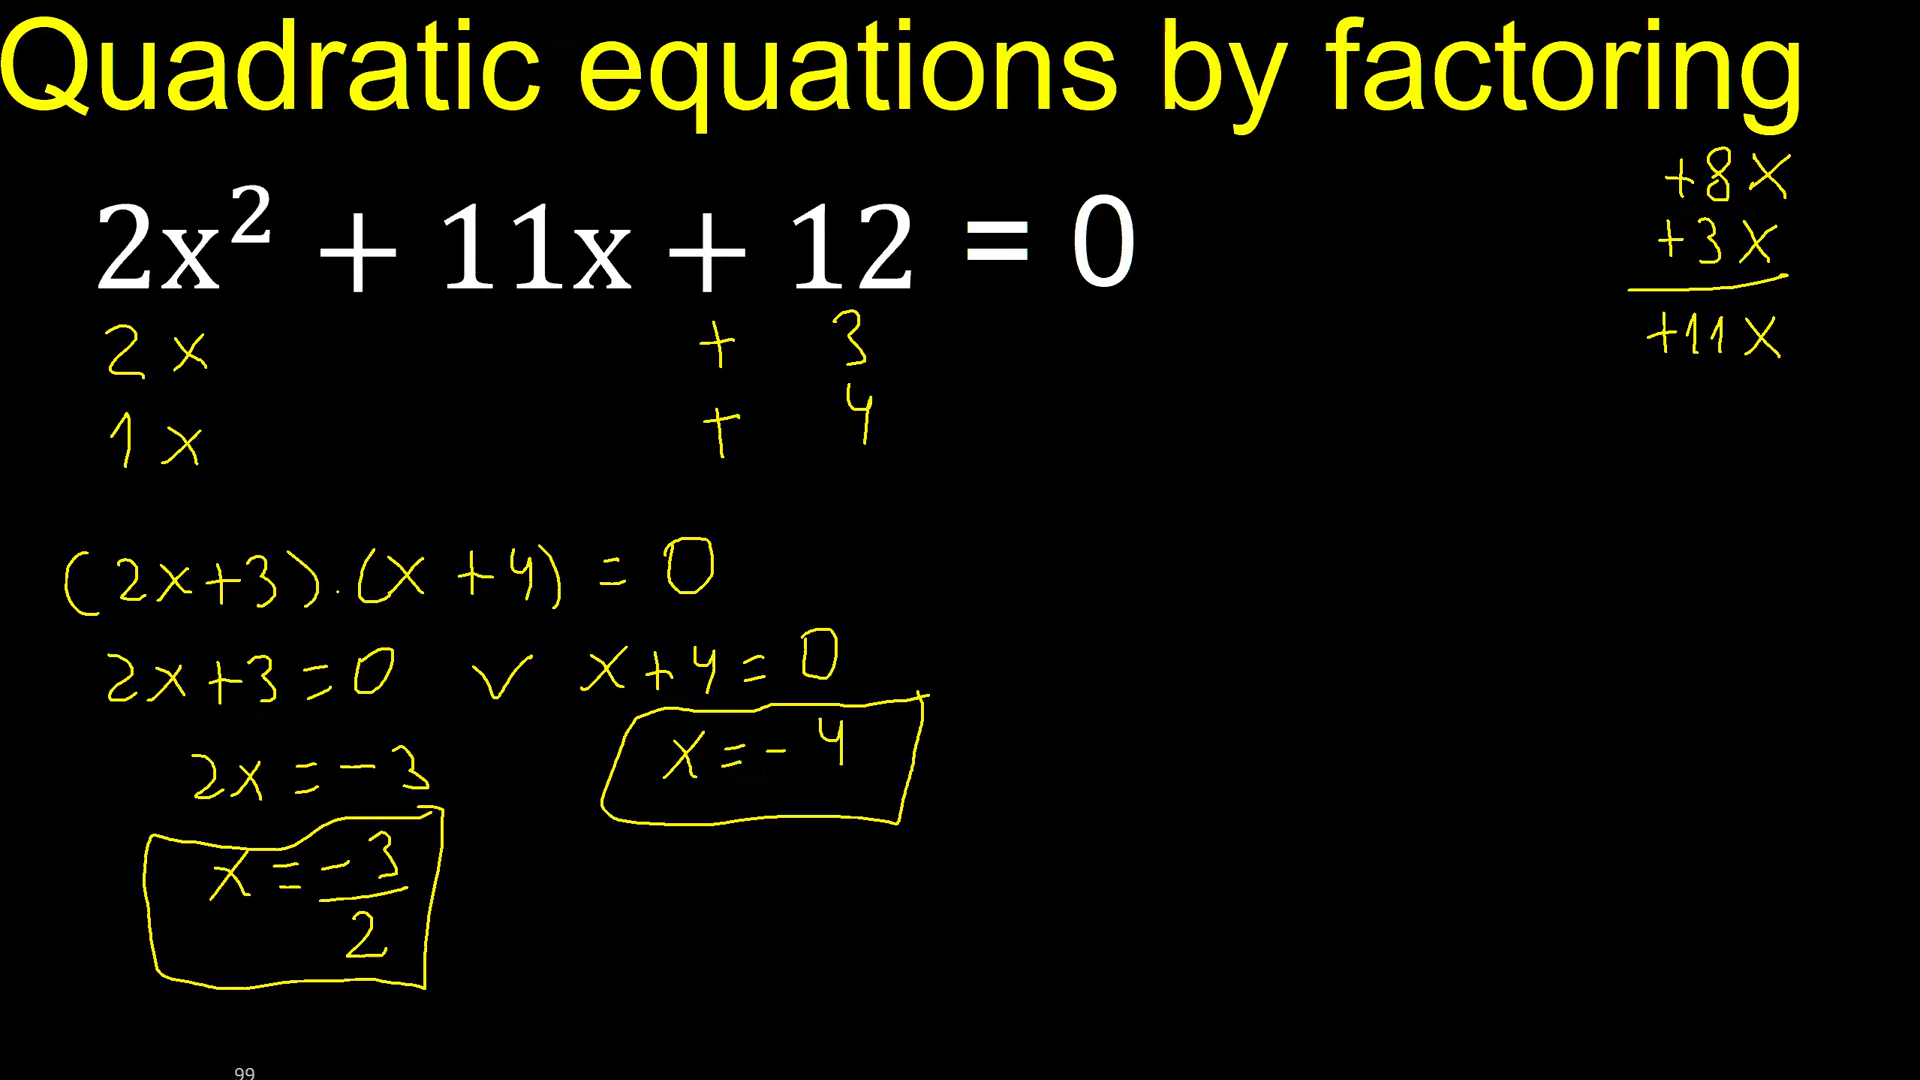 Quadratic equations by factoring
2x² + 11x + 12 = 0
+8x
+3x
+11x
2x + 3
1x + 4
(2x+3).(x+4) = 0
2x+3=0 ∨ x+4=0
2x=-3
x=-4
x=-3/2
99